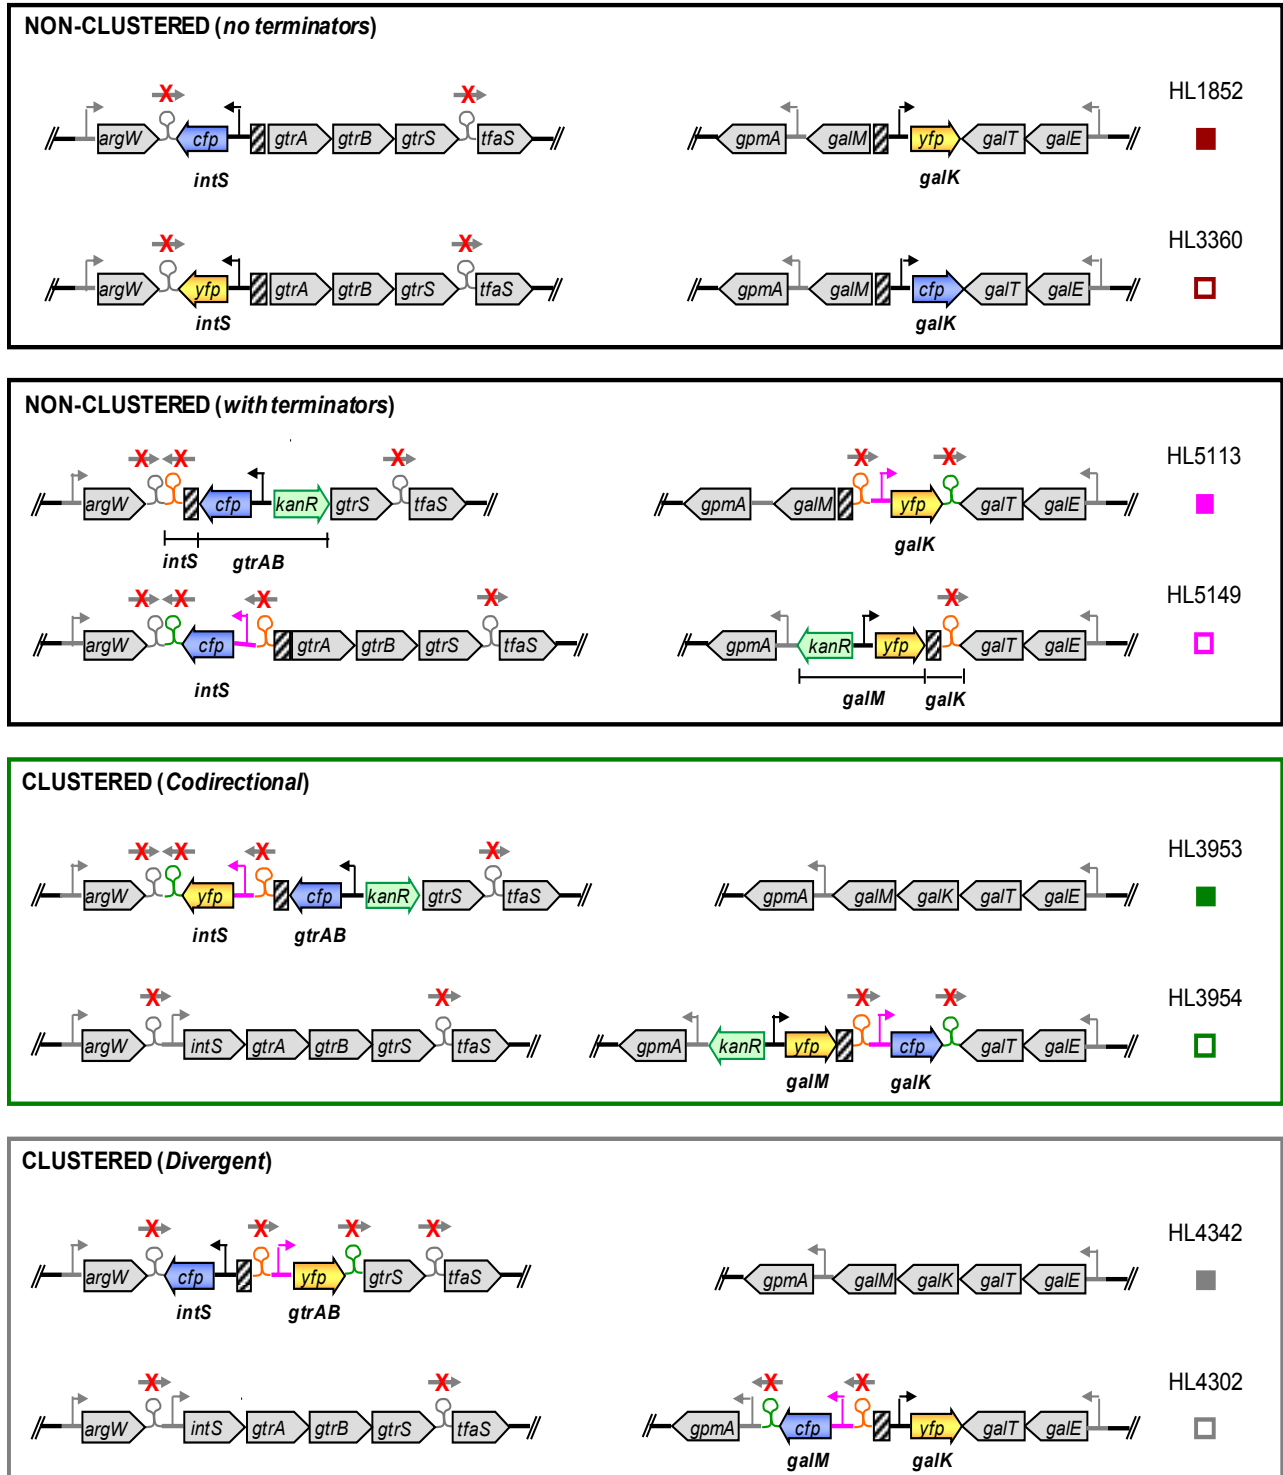 NON-CLUSTERED (no terminators)
HL1852
X X
argW cfp gtrA gtrB gtrS tfaS gpmA galM yfp galT galE
intS galK
HL3360
X X
argW yfp gtrA gtrB gtrS tfaS gpmA galM cfp galT galE
intS galK
NON-CLUSTERED (with terminators)
HL5113
X X X X X
argW cfp kanR gtrS tfaS gpmA galM yfp galT galE
intS gtrAB galK
HL5149
X X X X X
argW cfp gtrA gtrB gtrS tfaS gpmA kanR yfp galT galE
intS galM galK
CLUSTERED (Codirectional)
HL3953
X X X X
argW yfp cfp kanR gtrS tfaS gpmA galM galK galT galE
intS gtrAB
HL3954
X X X X
argW intS gtrA gtrB gtrS tfaS gpmA kanR yfp cfp galT galE
galM galK
CLUSTERED (Divergent)
HL4342
X X X X
argW cfp yfp gtrS tfaS gpmA galM galK galT galE
intS gtrAB
HL4302
X X X X
argW intS gtrA gtrB gtrS tfaS gpmA cfp yfp galT galE
galM galK